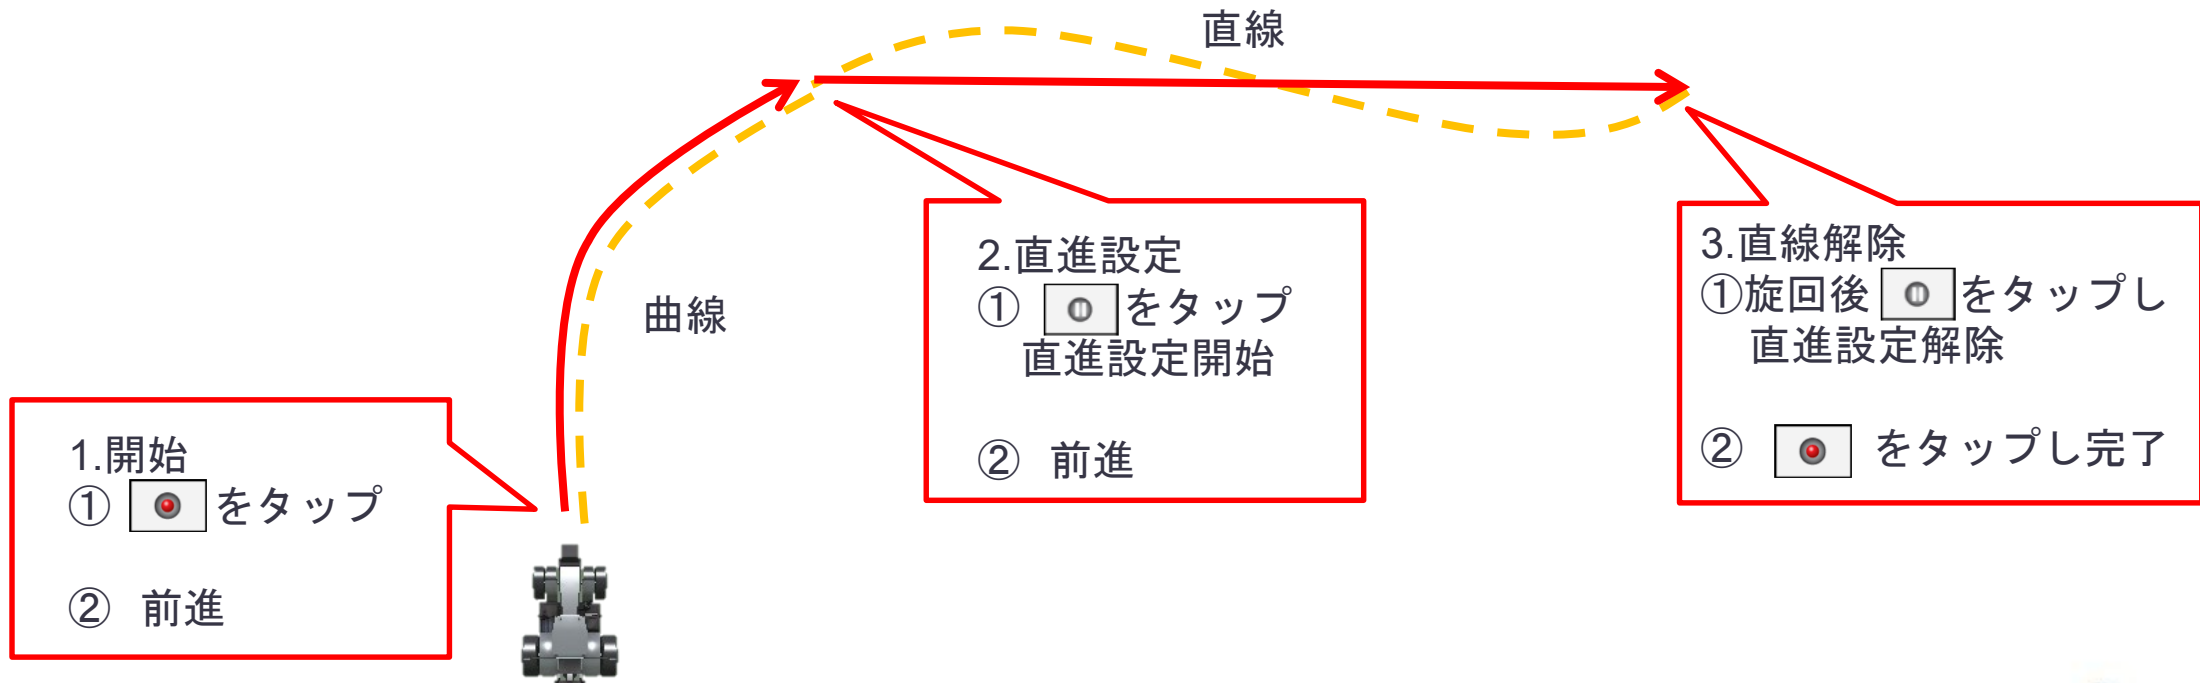 直線
曲線
1.開始
① をタップ
② 前進
2.直進設定
① をタップ
直進設定開始
② 前進
3.直線解除
①旋回後 をタップし
直進設定解除
② をタップし完了